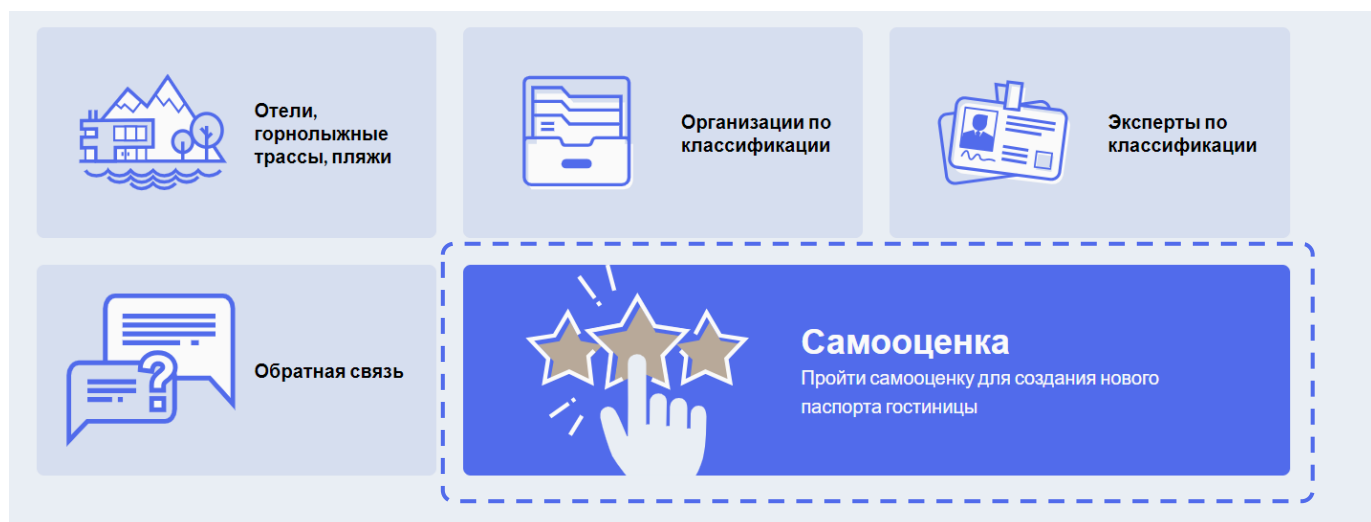 Отели,
горнолыжные
трассы, пляжи
Организации по
классификации
Эксперты по
классификации
Обратная связь
Самооценка
Пройти самооценку для создания нового
паспорта гостиницы